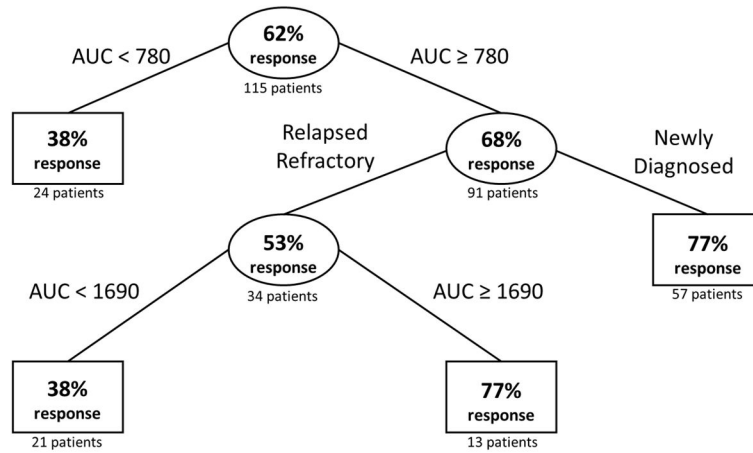 62%
response
115 patients
AUC < 780
AUC ≥ 780
38%
response
24 patients
Relapsed
Refractory
68%
response
91 patients
Newly
Diagnosed
53%
response
34 patients
77%
response
57 patients
AUC < 1690
AUC ≥ 1690
38%
response
21 patients
77%
response
13 patients